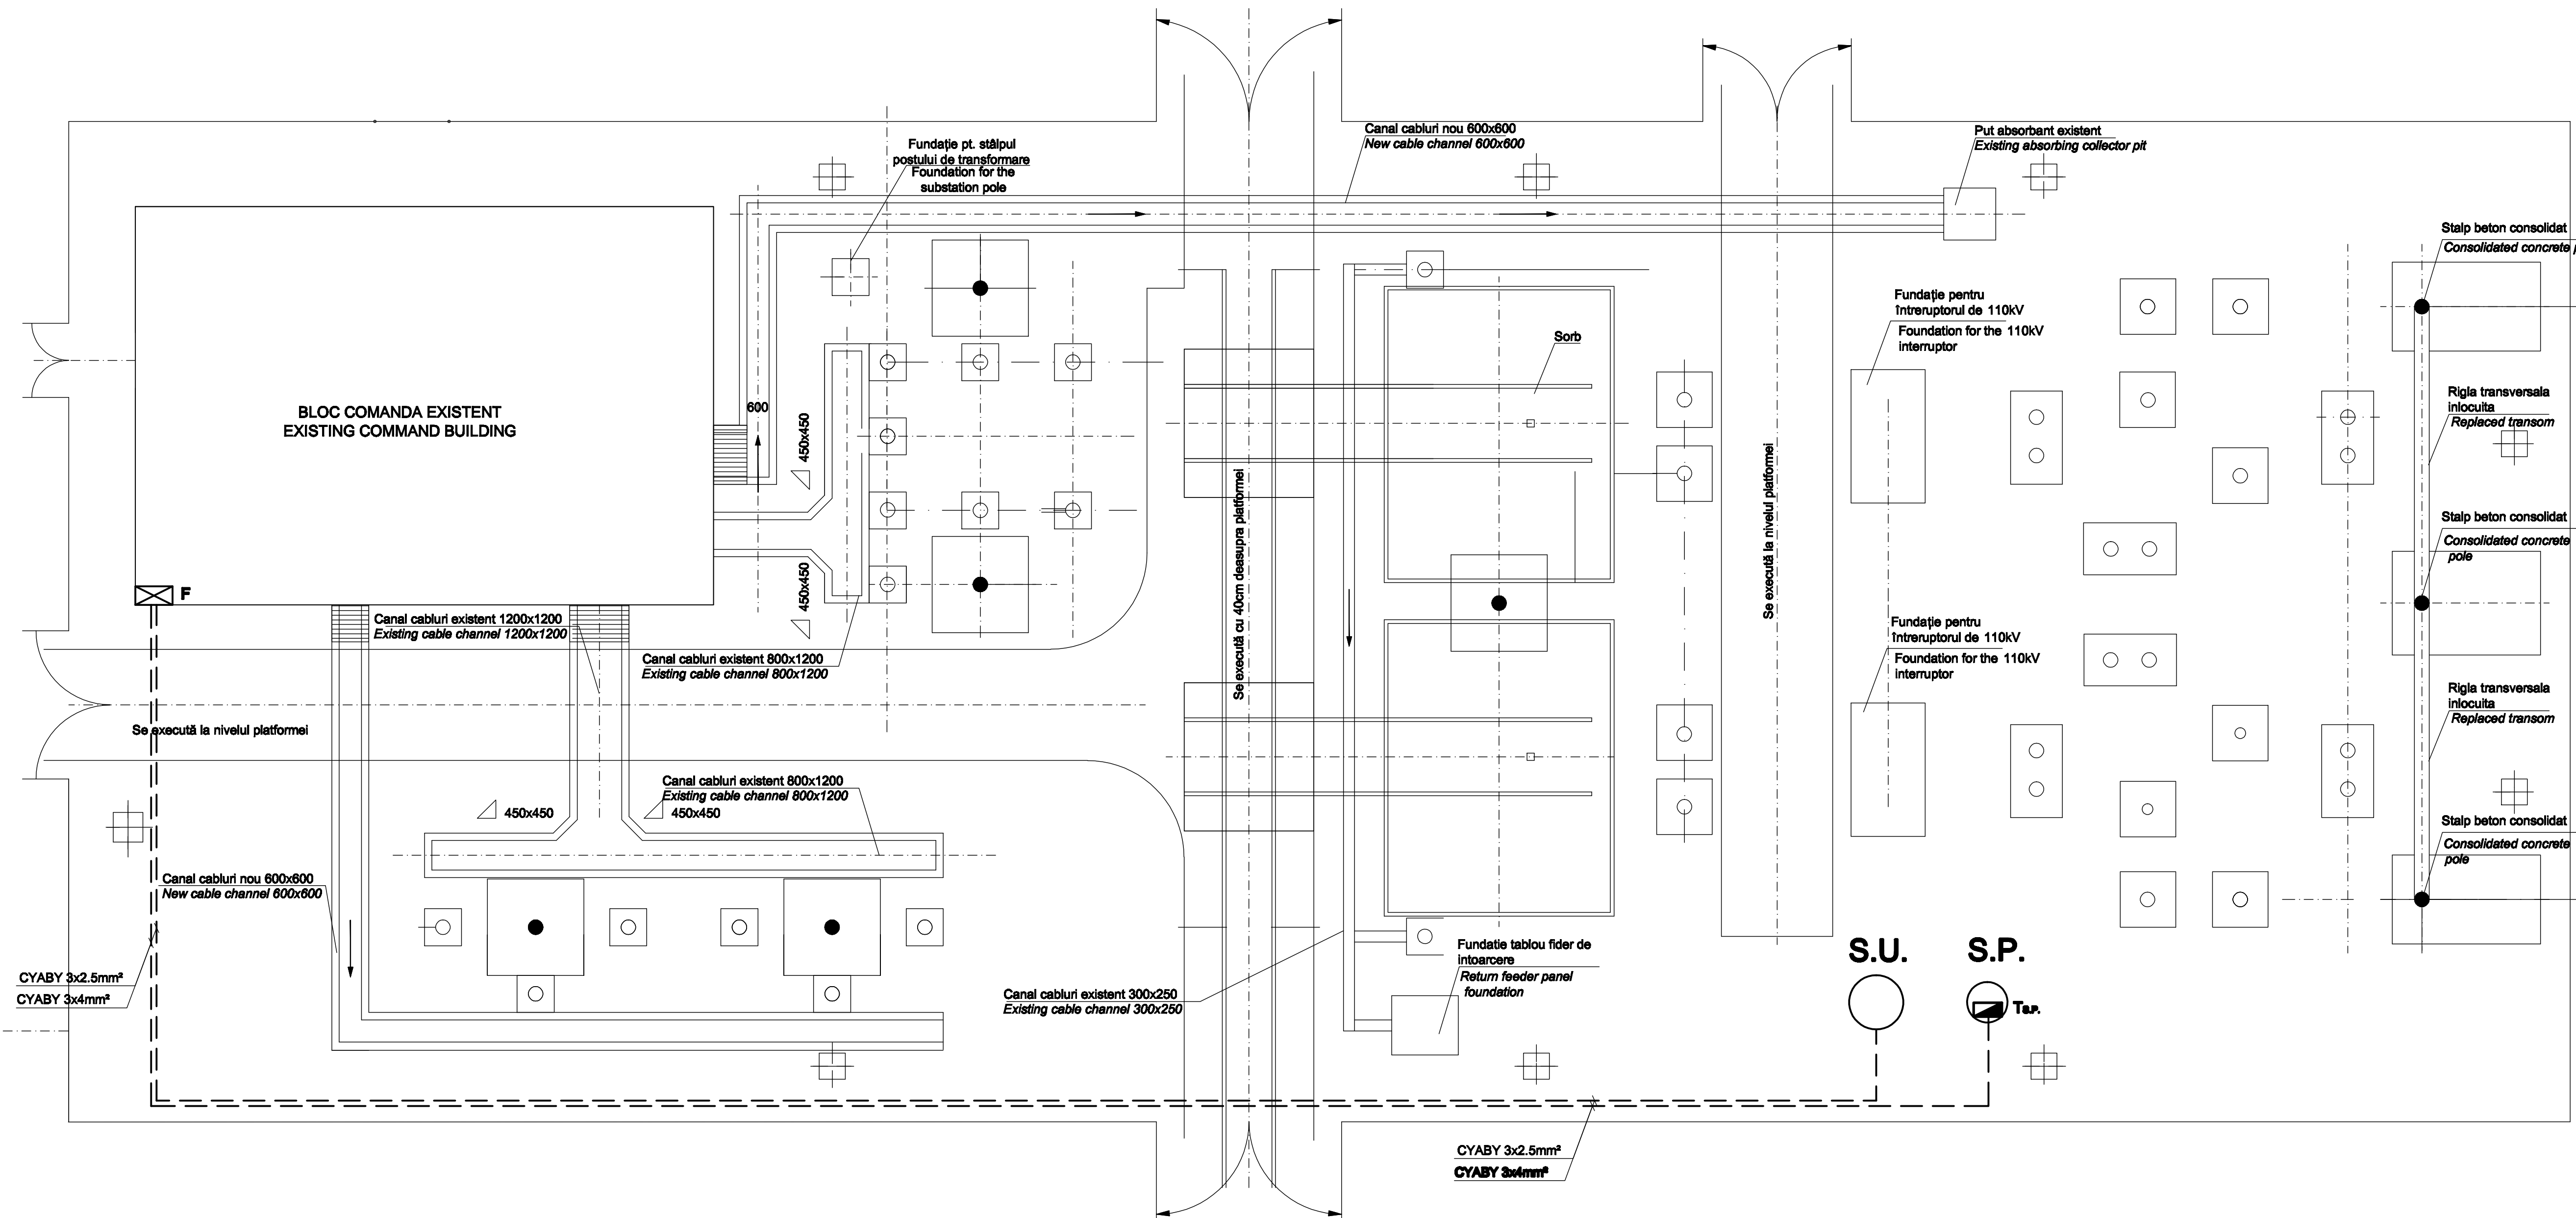 Fundație pt. stâlpul
postului de transformare
Foundation for the
substation pole
Canal cabluri nou 600x600
New cable channel 600x600
Put absorbant existent
Existing absorbing collector pit
Stalp beton consolidat
Consolidated concrete
Fundație pentru
întreruptorul de 110kV
Foundation for the 110kV
interruptor
Sorb
Rigla transversala
inlocuita
Replaced transom
BLOC COMANDA EXISTENT
EXISTING COMMAND BUILDING
600
450x450
450x450
Se execută cu 40cm deasupra platformei
Se execută la nivelul platformei
Stalp beton consolidat
Consolidated concrete
pole
F
Canal cabluri existent 1200x1200
Existing cable channel 1200x1200
Canal cabluri existent 800x1200
Existing cable channel 800x1200
Fundație pentru
întreruptorul de 110kV
Foundation for the 110kV
interruptor
Rigla transversala
inlocuita
Replaced transom
Se execută la nivelul platformei
Canal cabluri existent 800x1200
Existing cable channel 800x1200
450x450
450x450
Stalp beton consolidat
Consolidated concrete
pole
Canal cabluri nou 600x600
New cable channel 600x600
CYABY 3x2.5mm²
CYABY 3x4mm²
Fundatie tablou fider de
intoarcere
Return feeder panel
foundation
Canal cabluri existent 300x250
Existing cable channel 300x250
S.U.
S.P.
TS.P.
CYABY 3x2.5mm²
CYABY 3x4mm²